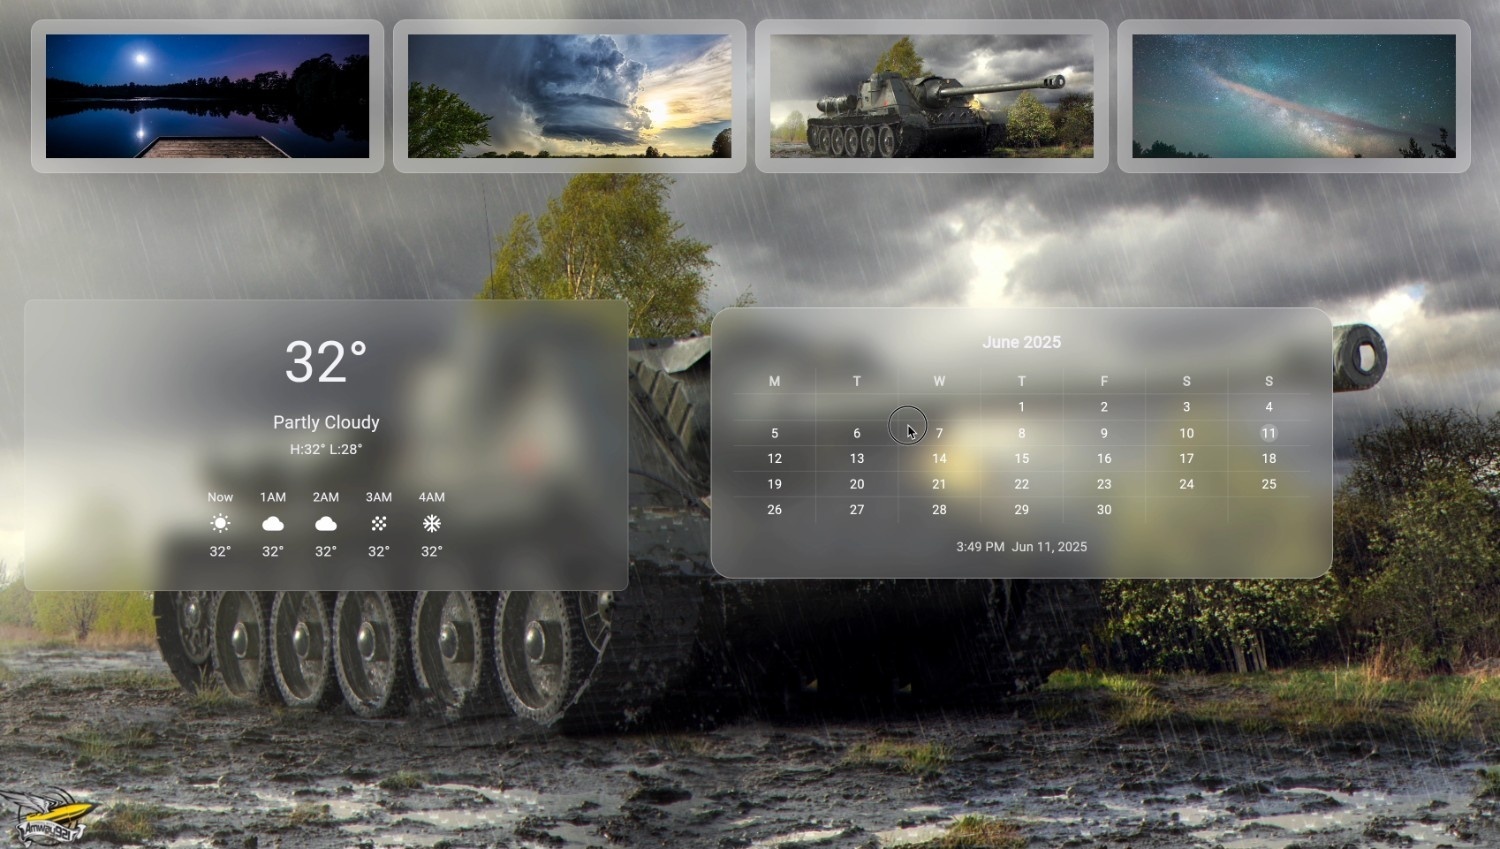 32°
Partly Cloudy
H:32° L:28°
Now 1AM 2AM 3AM 4AM
32° 32° 32° 32° 32°
June 2025
M T W T F S S
1 2 3 4
5 6 7 8 9 10 11
12 13 14 15 16 17 18
19 20 21 22 23 24 25
26 27 28 29 30
3:49 PM Jun 11, 2025
Amway921